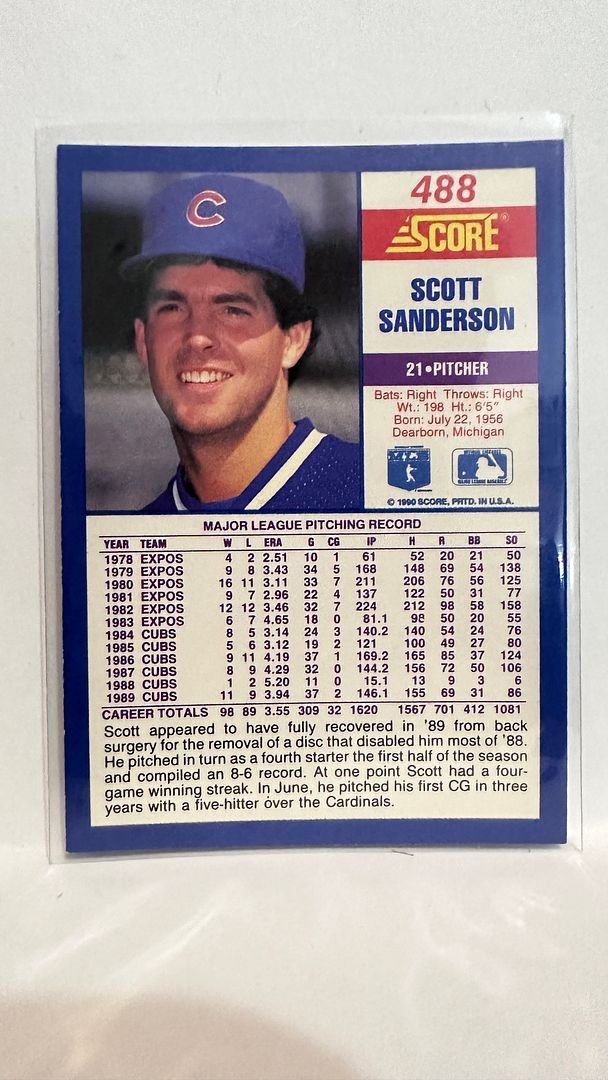 C
488
SCORE®
SCOTT
SANDERSON
21•PITCHER
Bats: Right Throws: Right
Wt.: 198 Ht.: 6'5"
Born: July 22, 1956
Dearborn, Michigan
© 1990 SCORE, PRTD. IN U.S.A.
MAJOR LEAGUE PITCHING RECORD
YEAR TEAM W L ERA G CG IP H R BB SO
1978 EXPOS 4 2 2.51 10 1 61 52 20 21 50
1979 EXPOS 9 8 3.43 34 5 168 148 69 54 138
1980 EXPOS 16 11 3.11 33 7 211 206 76 56 125
1981 EXPOS 9 7 2.96 22 4 137 122 50 31 77
1982 EXPOS 12 12 3.46 32 7 224 212 98 58 158
1983 EXPOS 6 7 4.65 18 0 81.1 98 50 20 55
1984 CUBS 8 5 3.14 24 3 140.2 140 54 24 76
1985 CUBS 5 6 3.12 19 2 121 100 49 27 80
1986 CUBS 9 11 4.19 37 1 169.2 165 85 37 124
1987 CUBS 8 9 4.29 32 0 144.2 156 72 50 106
1988 CUBS 1 2 5.20 11 0 15.1 13 9 3 6
1989 CUBS 11 9 3.94 37 2 146.1 155 69 31 86
CAREER TOTALS 98 89 3.55 309 32 1620 1567 701 412 1081
Scott appeared to have fully recovered in '89 from back
surgery for the removal of a disc that disabled him most of '88.
He pitched in turn as a fourth starter the first half of the season
and compiled an 8-6 record. At one point Scott had a four-
game winning streak. In June, he pitched his first CG in three
years with a five-hitter over the Cardinals.